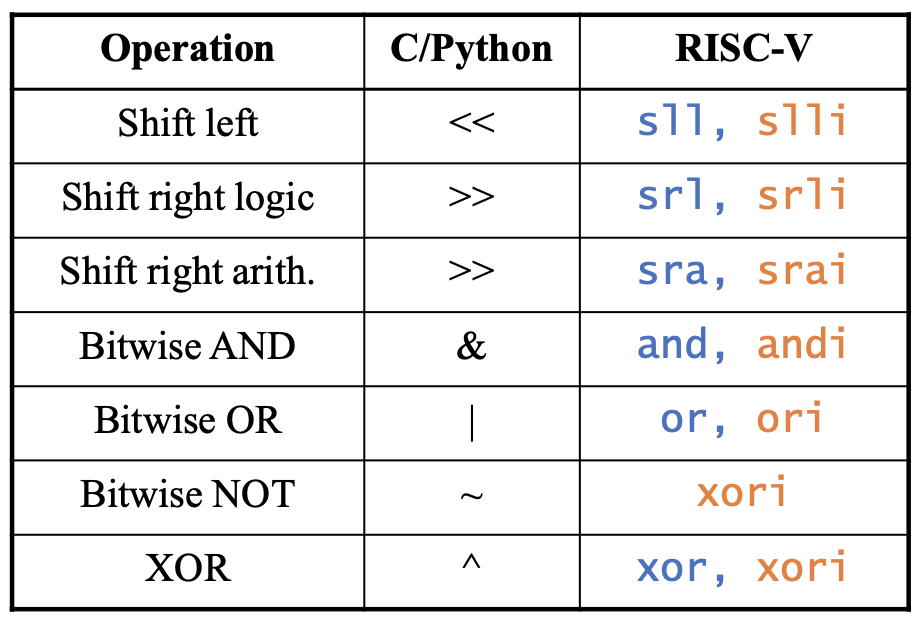 Operation C/Python RISC-V
Shift left << sll, slli
Shift right logic >> srl, srli
Shift right arith. >> sra, srai
Bitwise AND & and, andi
Bitwise OR | or, ori
Bitwise NOT ~ xori
XOR ^ xor, xori